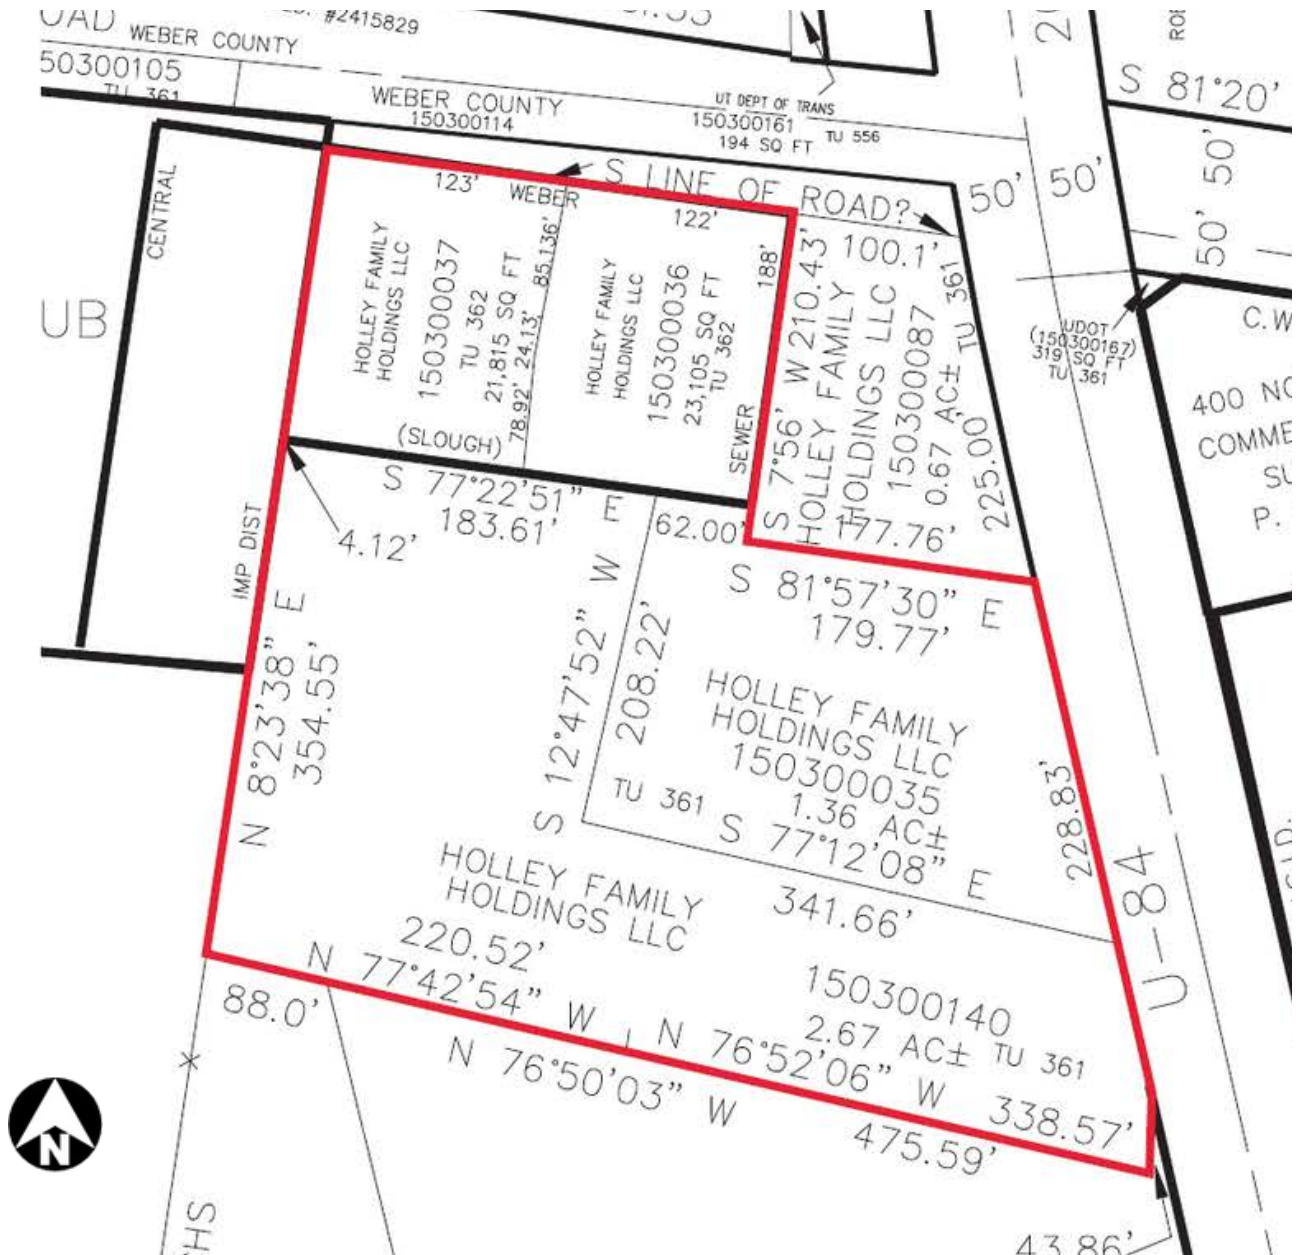 OAD WEBER COUNTY
#2415829
50300105
TU 361
WEBER COUNTY
150300114
UT DEPT OF TRANS
150300161 TU 556
194 SQ FT
S 81°20'
50' 50'
50' 50'
S LINE OF ROAD?
123'
WEBER
122'
CENTRAL
UB
HOLLEY FAMILY
HOLDINGS LLC
150300037
TU 362
21,815 SQ FT
78.92' 24.13' 85.136'
HOLLEY FAMILY
HOLDINGS LLC
150300036
23,105 SQ FT
TU 362
SEWER
188'
S 7°56' W 210.43'
100.1'
HOLLEY FAMILY
HOLDINGS LLC
150300087
0.67 AC±
TU 361
225.00'
177.76'
UDOT
(150300167)
319 SQ FT
TU 361
C.W
400 NO
COMME
SU
P.
(SLOUGH)
S 77°22'51" E
183.61'
62.00'
4.12'
IMP DIST
S 81°57'30" E
179.77'
N 8°23'38" E
354.55'
S 12°47'52" W
208.22'
HOLLEY FAMILY
HOLDINGS LLC
150300035
1.36 AC±
TU 361
S 77°12'08" E
341.66'
228.83'
U-84
HOLLEY FAMILY
HOLDINGS LLC
220.52'
N 77°42'54" W
150300140
2.67 AC± TU 361
N 76°52'06" W
338.57'
88.0'
N 76°50'03" W
475.59'
43.86'
N